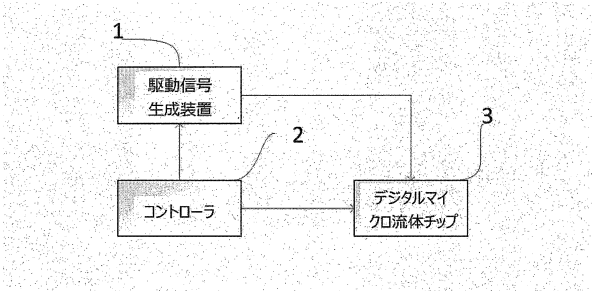 1
駆動信号
生成装置
2
コントローラ
3
デジタルマイ
クロ流体チップ